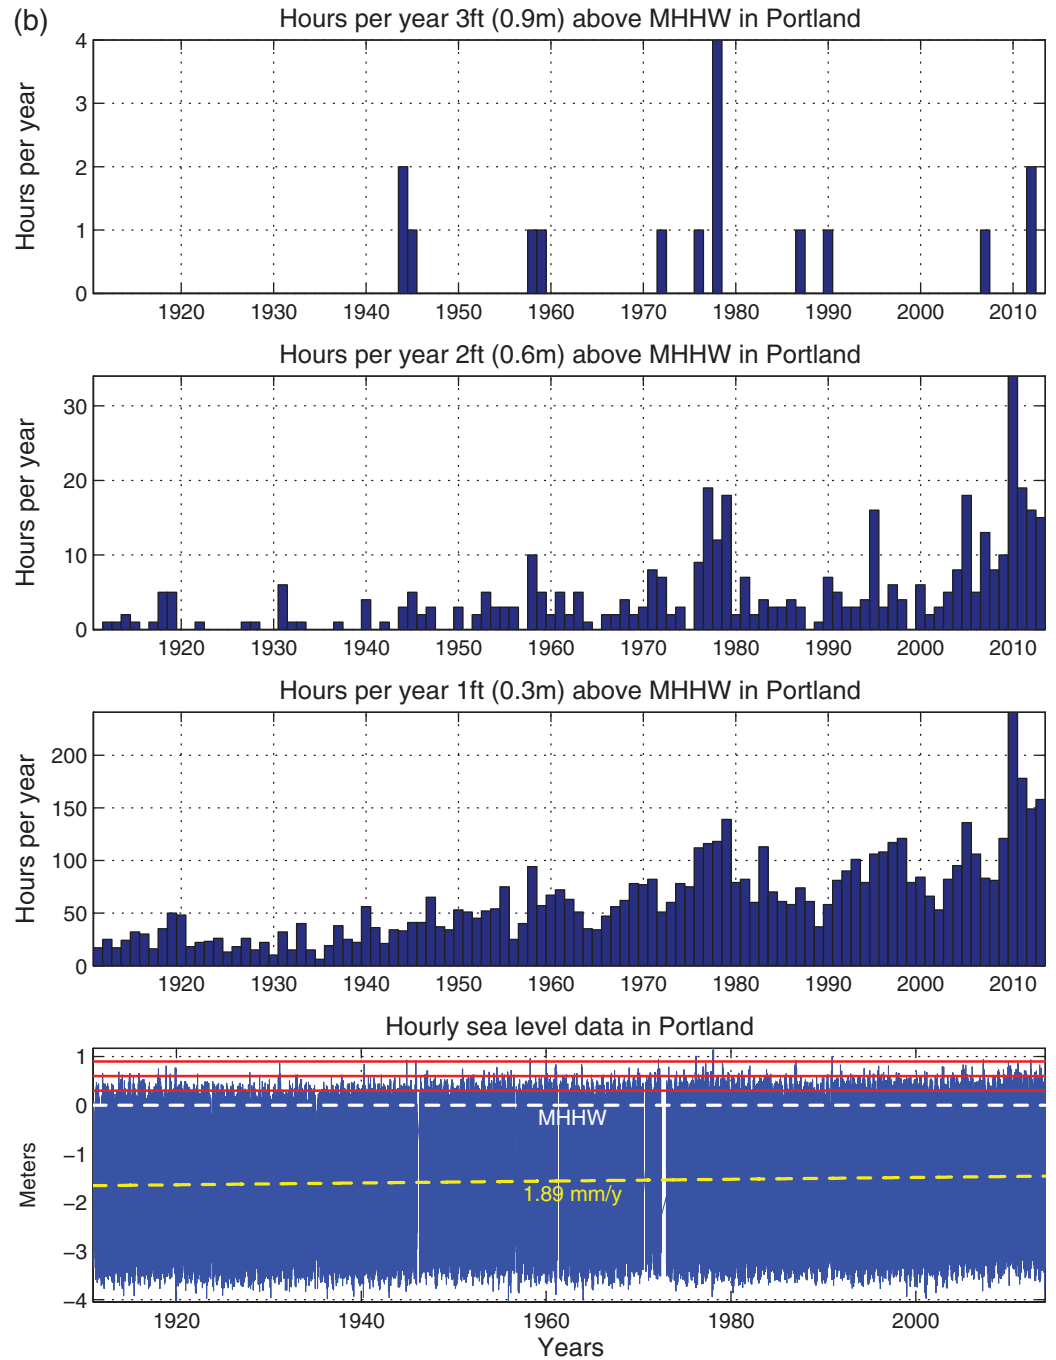 (b)
Hours per year 3ft (0.9m) above MHHW in Portland
Hours per year
4
3
2
1
0
1920 1930 1940 1950 1960 1970 1980 1990 2000 2010
Hours per year 2ft (0.6m) above MHHW in Portland
Hours per year
30
20
10
0
1920 1930 1940 1950 1960 1970 1980 1990 2000 2010
Hours per year 1ft (0.3m) above MHHW in Portland
Hours per year
200
150
100
50
0
1920 1930 1940 1950 1960 1970 1980 1990 2000 2010
Hourly sea level data in Portland
Meters
1
0
MHHW
−1
1.89 mm/y
−2
−3
−4
1920 1940 1960 1980 2000
Years